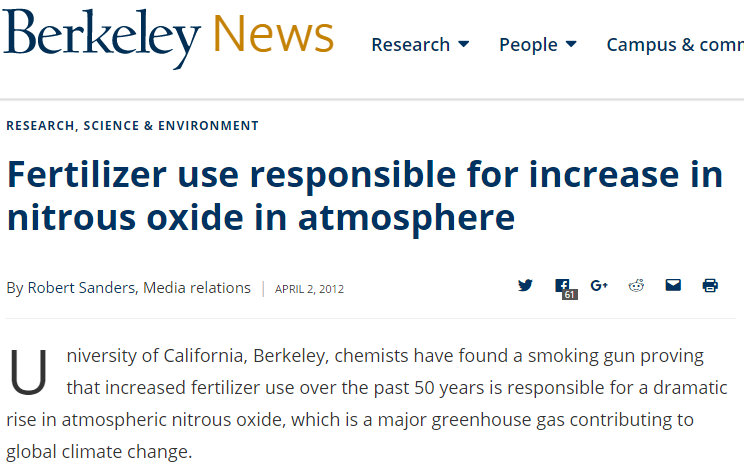 Berkeley News Research People Campus & comm
RESEARCH, SCIENCE & ENVIRONMENT
Fertilizer use responsible for increase in
nitrous oxide in atmosphere
By Robert Sanders, Media relations | APRIL 2, 2012
61
University of California, Berkeley, chemists have found a smoking gun proving
that increased fertilizer use over the past 50 years is responsible for a dramatic
rise in atmospheric nitrous oxide, which is a major greenhouse gas contributing to
global climate change.